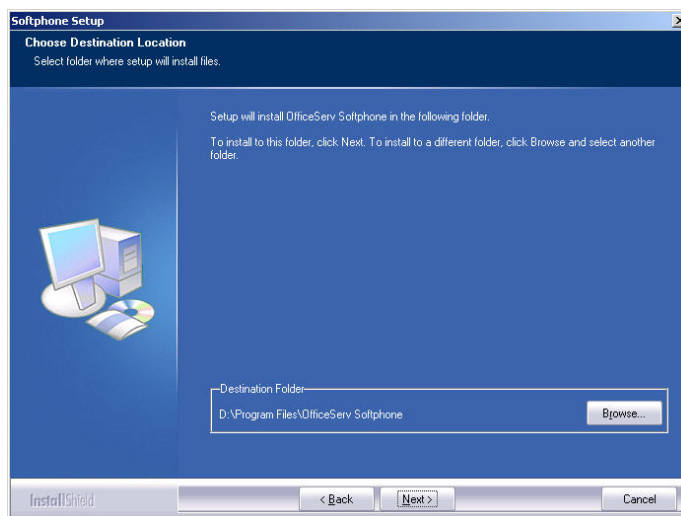 Softphone Setup
Choose Destination Location
Select folder where setup will install files.
Setup will install OfficeServ Softphone in the following folder.
To install to this folder, click Next. To install to a different folder, click Browse and select another
folder.
Destination Folder
D:\Program Files\OfficeServ Softphone
Browse...
InstallShield
< Back
Next >
Cancel